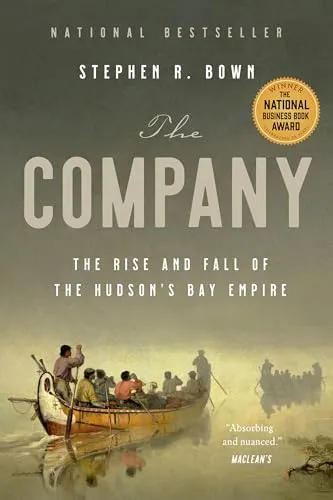 NATIONAL BESTSELLER
STEPHEN R. BOWN
WINNER
THE
NATIONAL
BUSINESS BOOK
AWARD
The
COMPANY
THE RISE AND FALL OF
THE HUDSON'S BAY EMPIRE
"Absorbing
and nuanced."
MACLEAN'S